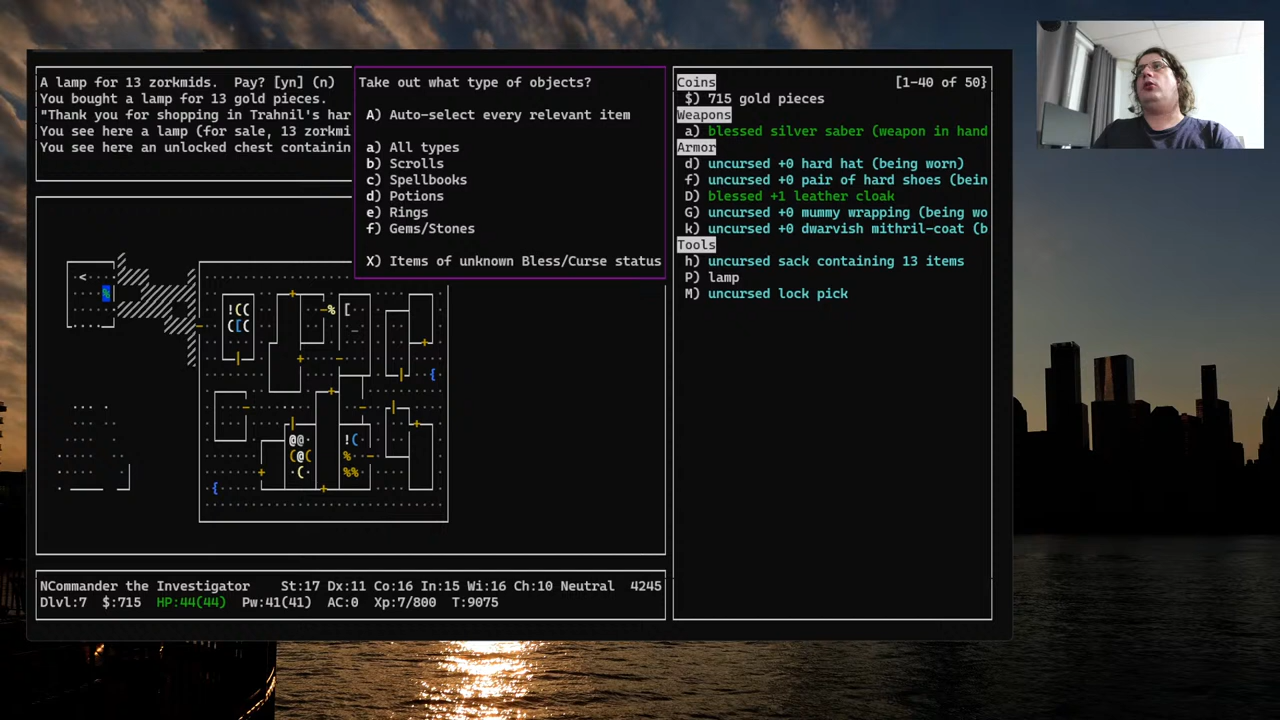 A lamp for 13 zorkmids.  Pay? [yn] (n)
You bought a lamp for 13 gold pieces.
"Thank you for shopping in Trahnil's har
You see here a lamp (for sale, 13 zorkmi
You see here an unlocked chest containin
Take out what type of objects?
A) Auto-select every relevant item
a) All types
b) Scrolls
c) Spellbooks
d) Potions
e) Rings
f) Gems/Stones
X) Items of unknown Bless/Curse status
Coins [1-40 of 50}
$) 715 gold pieces
Weapons
a) blessed silver saber (weapon in hand
Armor
d) uncursed +0 hard hat (being worn)
f) uncursed +0 pair of hard shoes (bein
D) blessed +1 leather cloak
G) uncursed +0 mummy wrapping (being wo
k) uncursed +0 dwarvish mithril-coat (b
Tools
h) uncursed sack containing 13 items
P) lamp
M) uncursed lock pick
NCommander the Investigator St:17 Dx:11 Co:16 In:15 Wi:16 Ch:10 Neutral 4245
Dlvl:7 $:715 HP:44(44) Pw:41(41) AC:0 Xp:7/800 T:9075